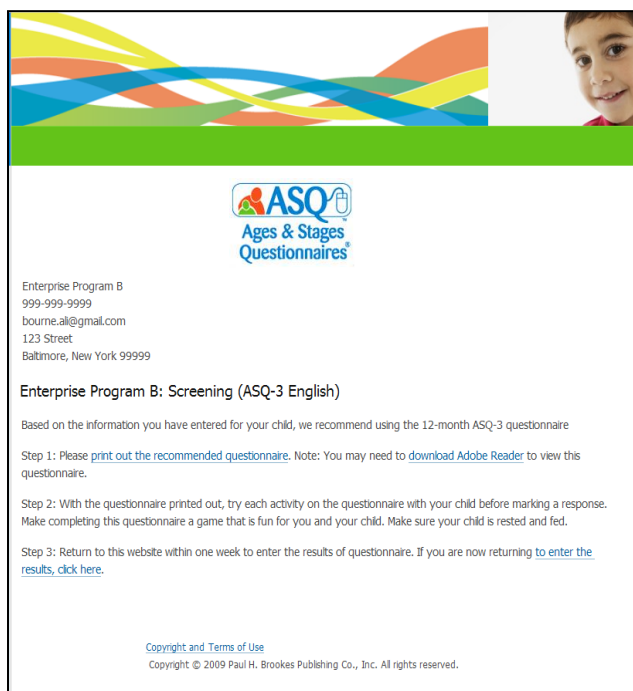 ASQ
Ages & Stages
Questionnaires®
Enterprise Program B
999-999-9999
bourne.ali@gmail.com
123 Street
Baltimore, New York 99999
Enterprise Program B: Screening (ASQ-3 English)
Based on the information you have entered for your child, we recommend using the 12-month ASQ-3 questionnaire
Step 1: Please print out the recommended questionnaire. Note: You may need to download Adobe Reader to view this
questionnaire.
Step 2: With the questionnaire printed out, try each activity on the questionnaire with your child before marking a response.
Make completing this questionnaire a game that is fun for you and your child. Make sure your child is rested and fed.
Step 3: Return to this website within one week to enter the results of questionnaire. If you are now returning to enter the
results, click here.
Copyright and Terms of Use
Copyright © 2009 Paul H. Brookes Publishing Co., Inc. All rights reserved.